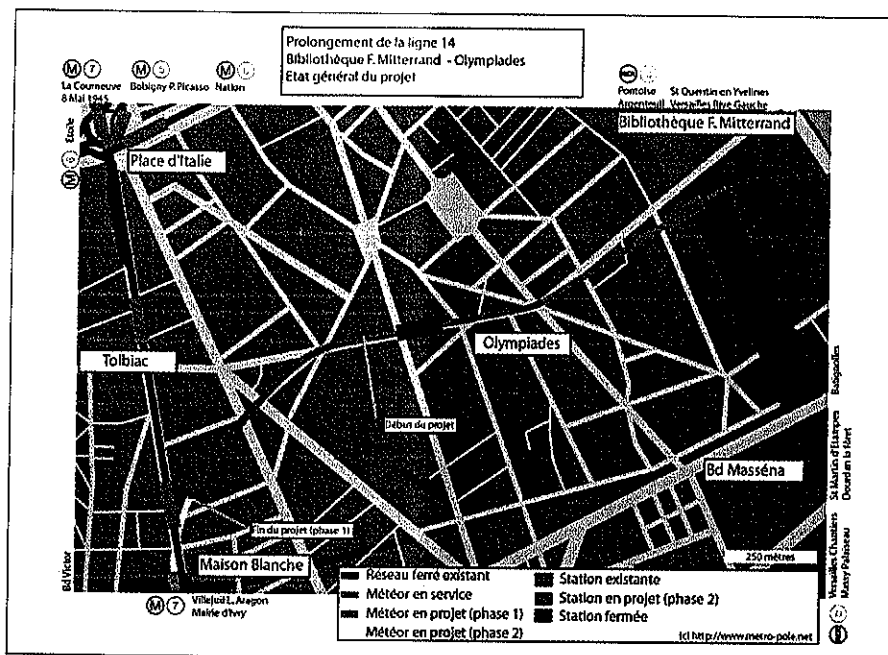 Prolongement de la ligne 14
Bibliothèque F. Mitterrand - Olympiades
Etat général du projet
M 7
M 5
M
La Courneuve
8 Mai 1945
Bobigny P. Picasso
Nation
Pontoise
Argenteuil
St Quentin en Yvelines
Versailles Rive Gauche
Bibliothèque F. Mitterrand
Etoile
M 6
Place d'Italie
Tolbiac
Olympiades
Début du projet
Bd Masséna
Fin du projet (phase 1)
Maison Blanche
250 mètres
Bd Victor
Batignolles
St Martin d'Etampes
Dourdan la fôret
Versailles Chantiers
Massy Palaiseau
M 7
Villejuif L. Aragon
Mairie d'Ivry
Réseau ferré existant
Météor en service
Météor en projet (phase 1)
Météor en projet (phase 2)
Station existante
Station en projet (phase 2)
Station fermée
(c) http://www.metro-pole.net